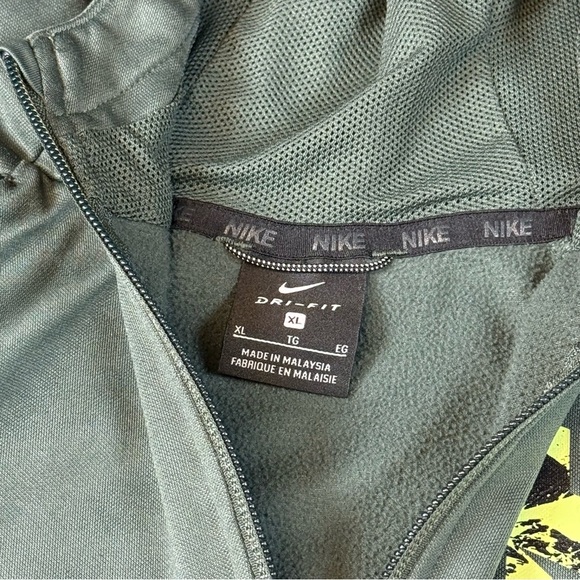 NIKE NIKE NIKE NIKE
DRI-FIT
XL
XL TG EG
MADE IN MALAYSIA
FABRIQUE EN MALAISIE